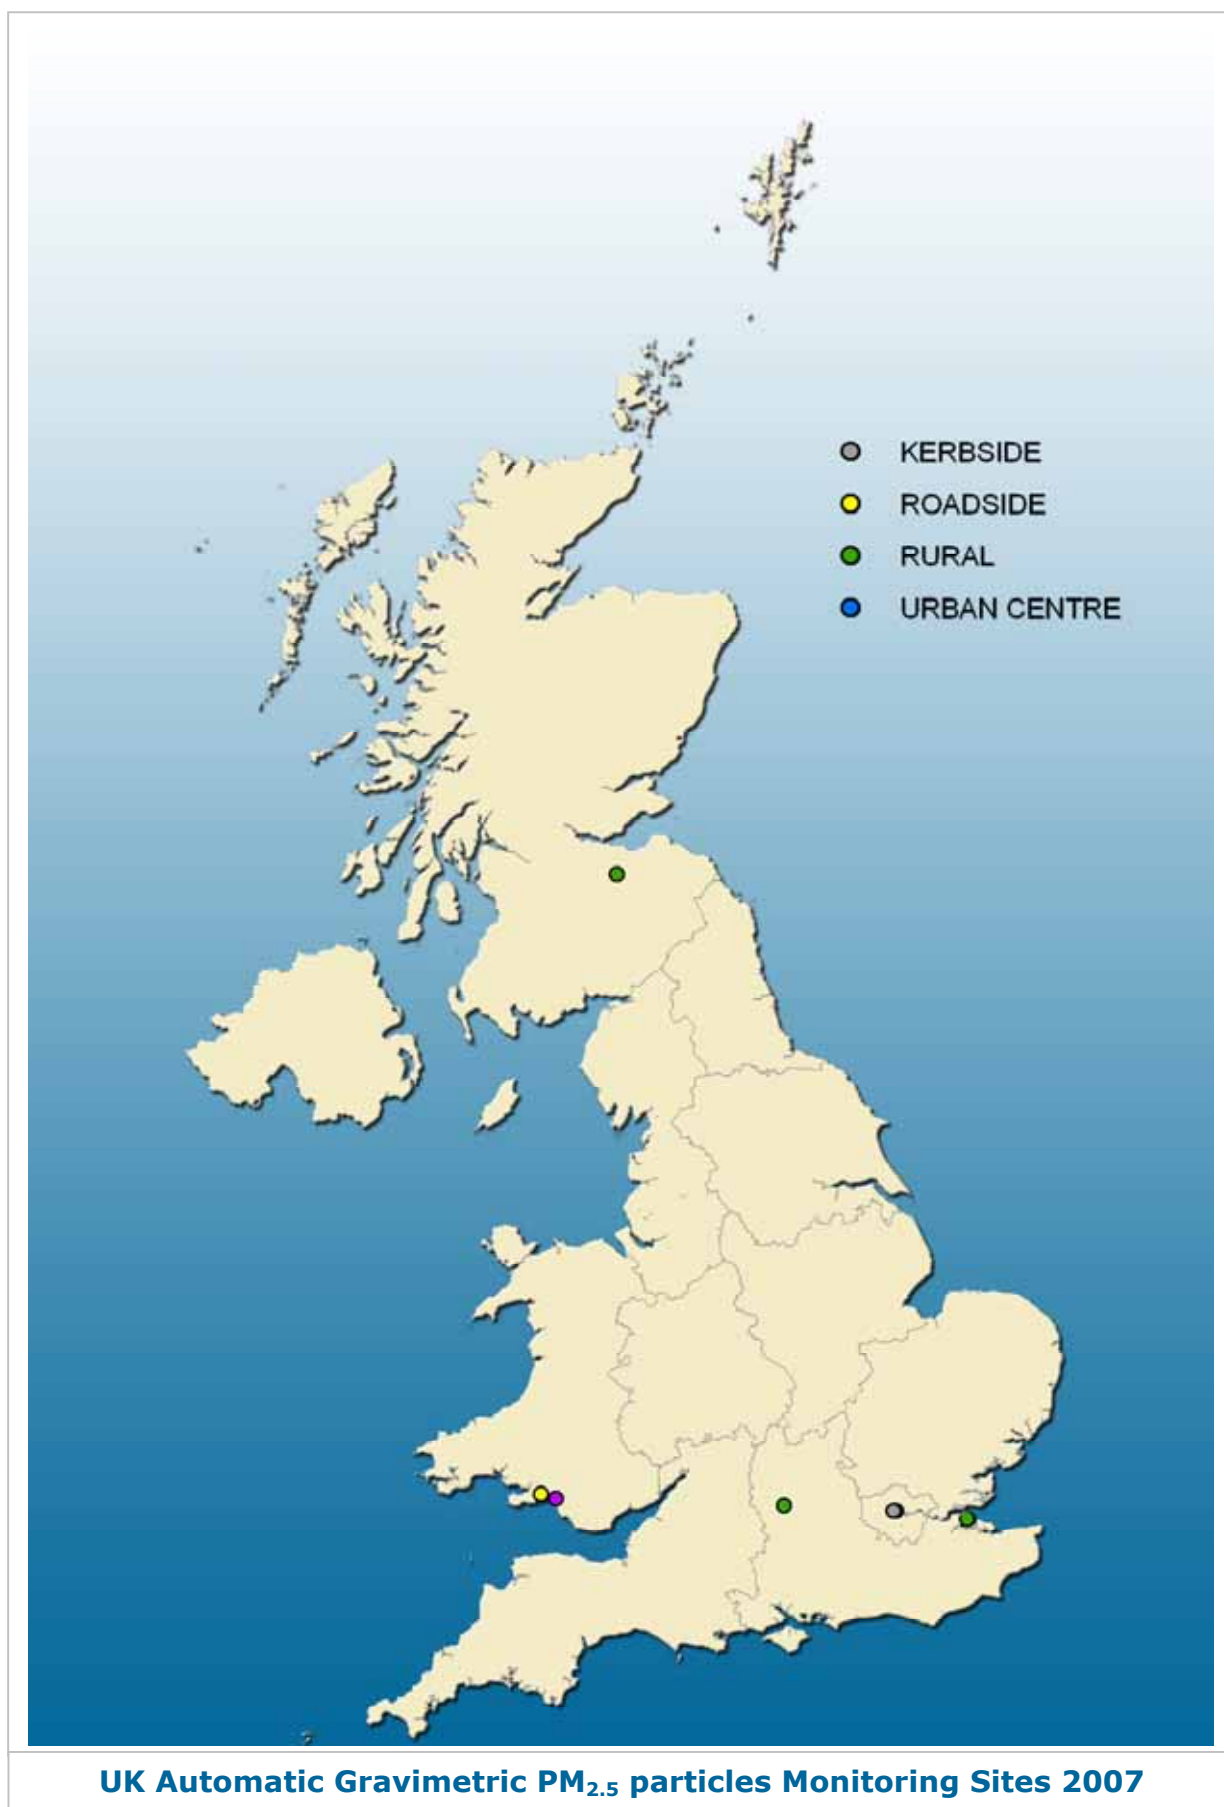 KERBSIDE
ROADSIDE
RURAL
URBAN CENTRE
UK Automatic Gravimetric PM2.5 particles Monitoring Sites 2007